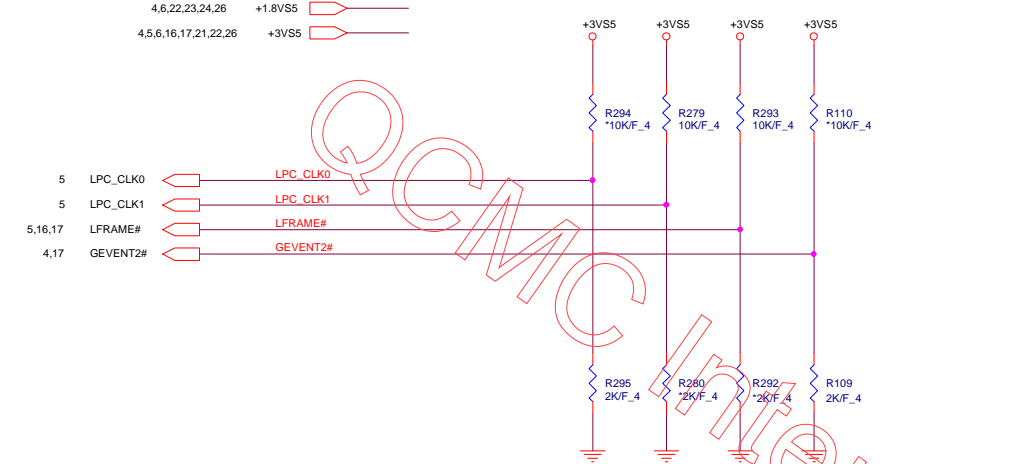 4,6,22,23,24,26 +1.8VS5
4,5,6,16,17,21,22,26 +3VS5
+3VS5 +3VS5 +3VS5 +3VS5
R294 R279 R293 R110
*10K/F_4 10K/F_4 10K/F_4 *10K/F_4
5 LPC_CLK0 LPC_CLK0
5 LPC_CLK1 LPC_CLK1
5,16,17 LFRAME# LFRAME#
4,17 GEVENT2# GEVENT2#
R295 R280 R292 R109
2K/F_4 *2K/F_4 *2K/F_4 2K/F_4
QCMC Inte